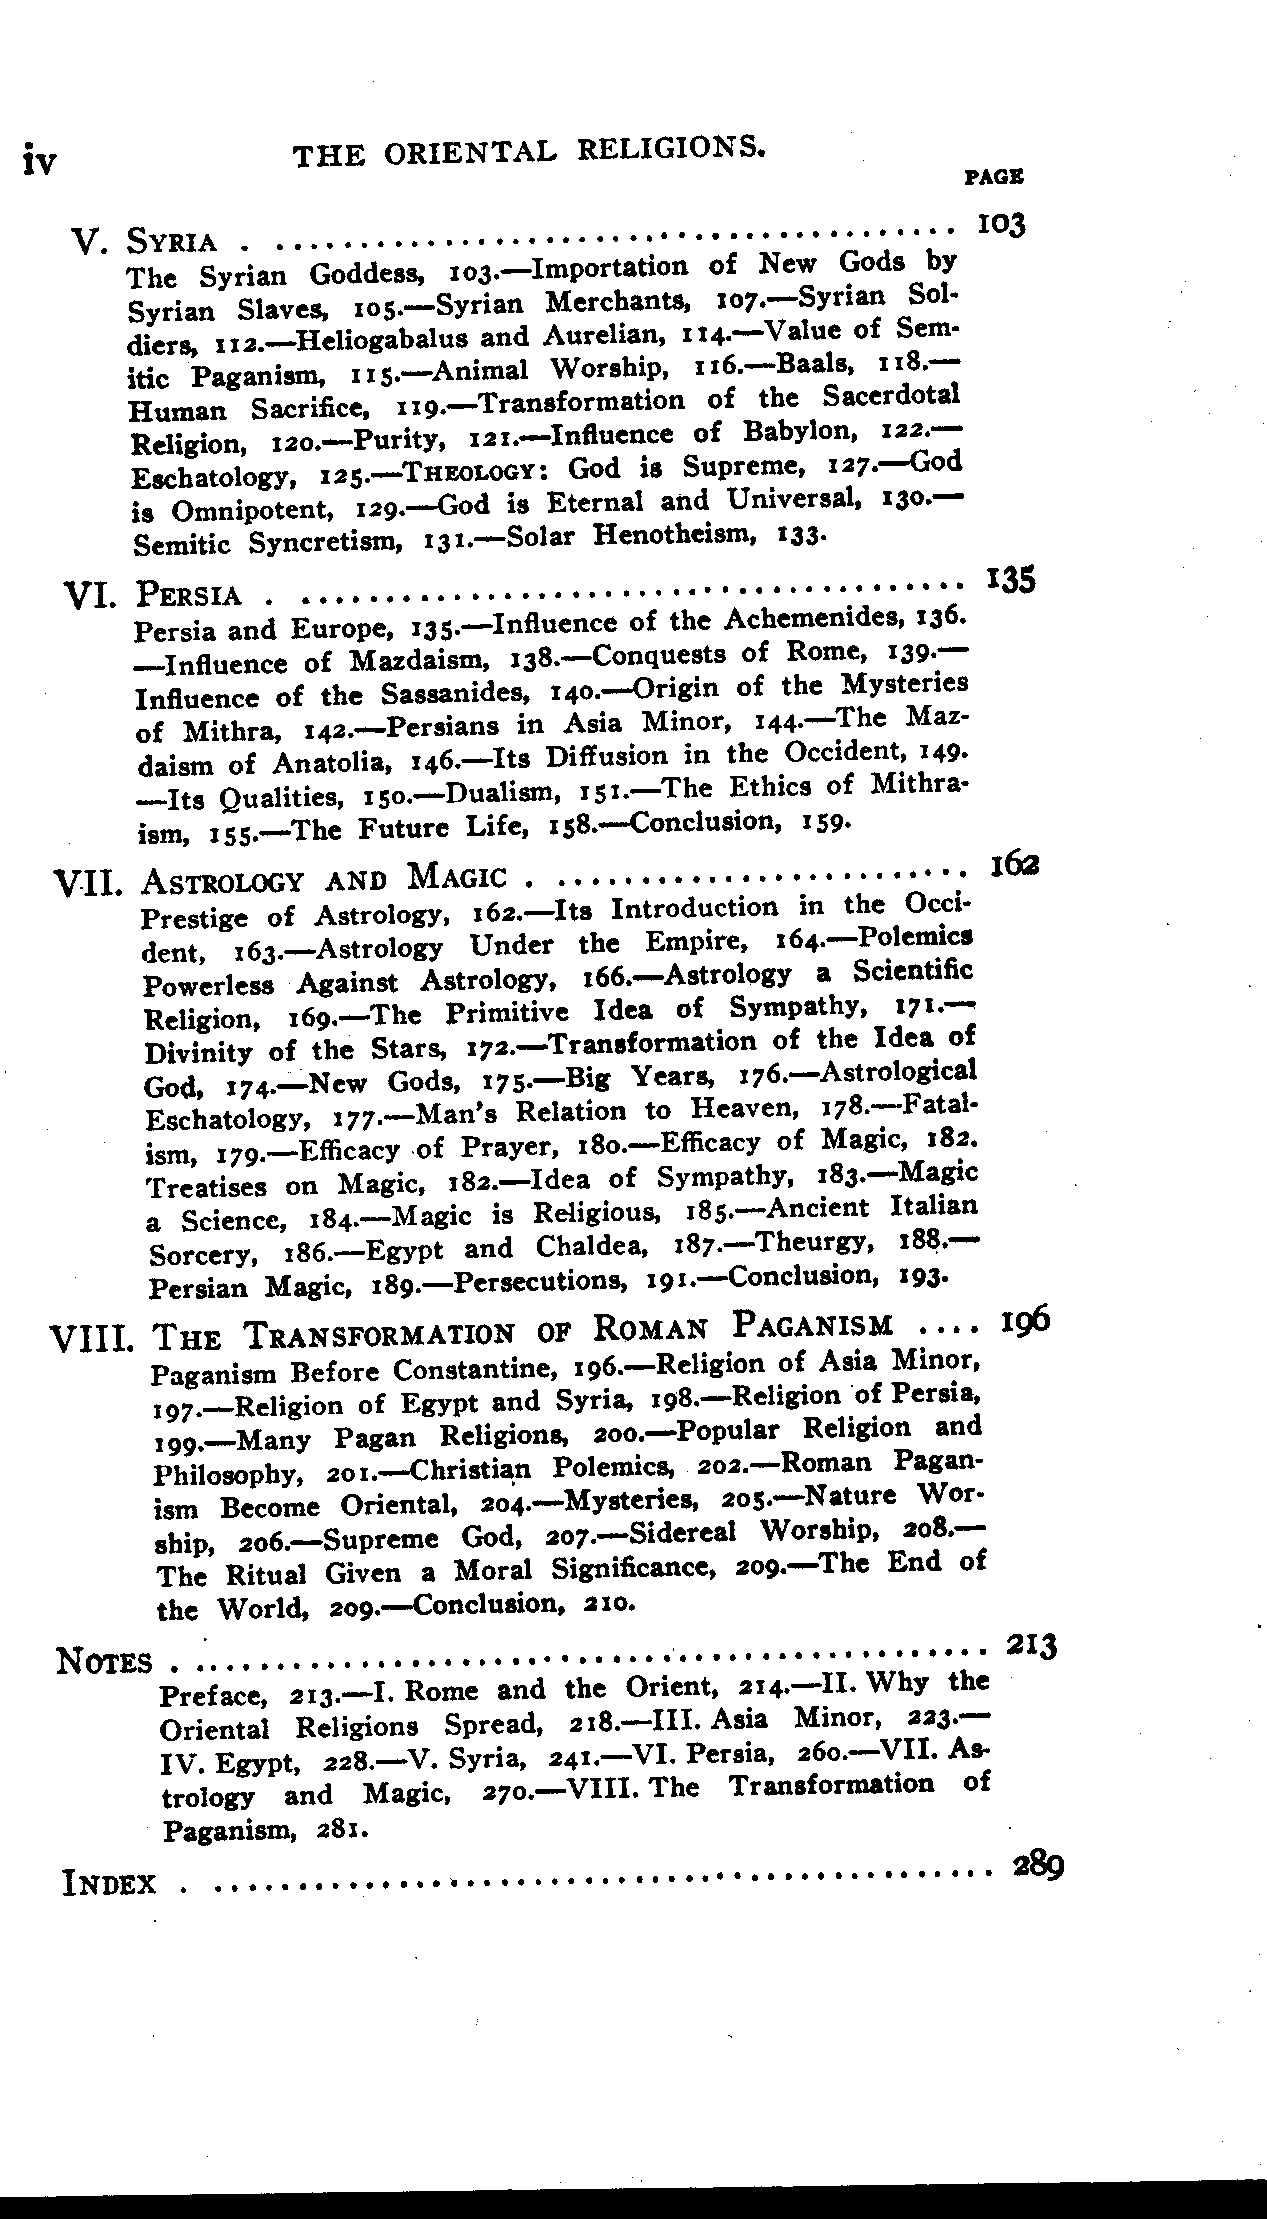 iv THE ORIENTAL RELIGIONS.
PAGE
V. SYRIA . ......................................... 103
The Syrian Goddess, 103.—Importation of New Gods by
Syrian Slaves, 105.—Syrian Merchants, 107.—Syrian Sol-
diers, 112.—Heliogabalus and Aurelian, 114.—Value of Sem-
itic Paganism, 115.—Animal Worship, 116.—Baals, 118.—
Human Sacrifice, 119.—Transformation of the Sacerdotal
Religion, 120.—Purity, 121.—Influence of Babylon, 122.—
Eschatology, 125.—THEOLOGY: God is Supreme, 127.—God
is Omnipotent, 129.—God is Eternal and Universal, 130.—
Semitic Syncretism, 131.—Solar Henotheism, 133.
VI. PERSIA . ........................................ 135
Persia and Europe, 135.—Influence of the Achemenides, 136.
—Influence of Mazdaism, 138.—Conquests of Rome, 139.—
Influence of the Sassanides, 140.—Origin of the Mysteries
of Mithra, 142.—Persians in Asia Minor, 144.—The Maz-
daism of Anatolia, 146.—Its Diffusion in the Occident, 149.
—Its Qualities, 150.—Dualism, 151.—The Ethics of Mithra-
ism, 155.—The Future Life, 158.—Conclusion, 159.
VII. ASTROLOGY AND MAGIC . ......................... 162
Prestige of Astrology, 162.—Its Introduction in the Occi-
dent, 163.—Astrology Under the Empire, 164.—Polemics
Powerless Against Astrology, 166.—Astrology a Scientific
Religion, 169.—The Primitive Idea of Sympathy, 171.—
Divinity of the Stars, 172.—Transformation of the Idea of
God, 174.—New Gods, 175.—Big Years, 176.—Astrological
Eschatology, 177.—Man's Relation to Heaven, 178.—Fatal-
ism, 179.—Efficacy of Prayer, 180.—Efficacy of Magic, 182.
Treatises on Magic, 182.—Idea of Sympathy, 183.—Magic
a Science, 184.—Magic is Religious, 185.—Ancient Italian
Sorcery, 186.—Egypt and Chaldea, 187.—Theurgy, 188.—
Persian Magic, 189.—Persecutions, 191.—Conclusion, 193.
VIII. THE TRANSFORMATION OF ROMAN PAGANISM .... 196
Paganism Before Constantine, 196.—Religion of Asia Minor,
197.—Religion of Egypt and Syria, 198.—Religion of Persia,
199.—Many Pagan Religions, 200.—Popular Religion and
Philosophy, 201.—Christian Polemics, 202.—Roman Pagan-
ism Become Oriental, 204.—Mysteries, 205.—Nature Wor-
ship, 206.—Supreme God, 207.—Sidereal Worship, 208.—
The Ritual Given a Moral Significance, 209.—The End of
the World, 209.—Conclusion, 210.
NOTES . ................................................ 213
Preface, 213.—I. Rome and the Orient, 214.—II. Why the
Oriental Religions Spread, 218.—III. Asia Minor, 223.—
IV. Egypt, 228.—V. Syria, 241.—VI. Persia, 260.—VII. As-
trology and Magic, 270.—VIII. The Transformation of
Paganism, 281.
INDEX . ............................................... 289